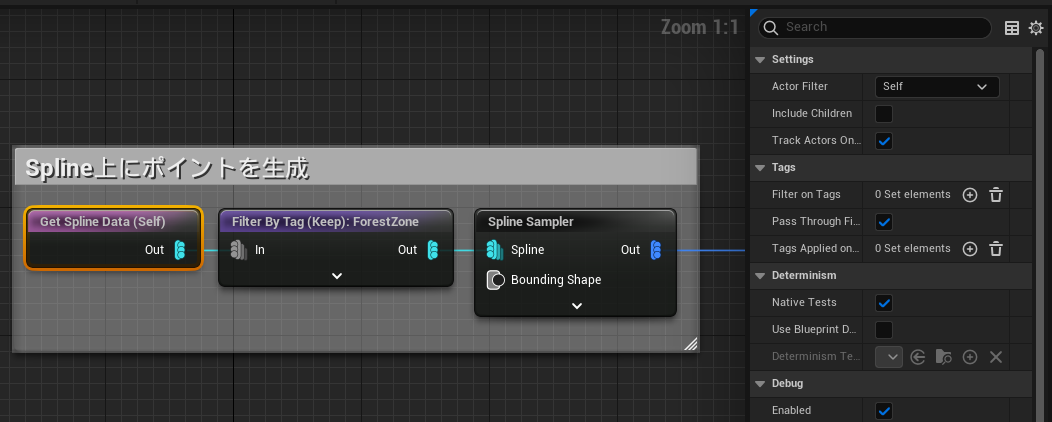 Zoom 1:1
Spline上にポイントを生成
Get Spline Data (Self)
Out
Filter By Tag (Keep): ForestZone
In
Out
Spline Sampler
Spline
Out
Bounding Shape
Search
Settings
Actor Filter
Self
Include Children
Track Actors On...
Tags
Filter on Tags
0 Set elements
Pass Through Fi...
Tags Applied on...
0 Set elements
Determinism
Native Tests
Use Blueprint D...
Determinism Te...
Debug
Enabled